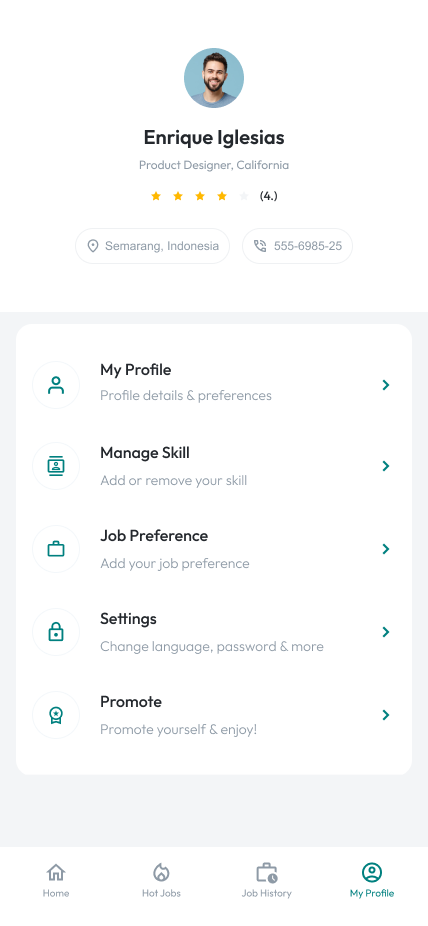 Enrique Iglesias
Product Designer, California
(4.)
Semarang, Indonesia
555-6985-25
My Profile
Profile details & preferences
Manage Skill
Add or remove your skill
Job Preference
Add your job preference
Settings
Change language, password & more
Promote
Promote yourself & enjoy!
Home
Hot Jobs
Job History
My Profile